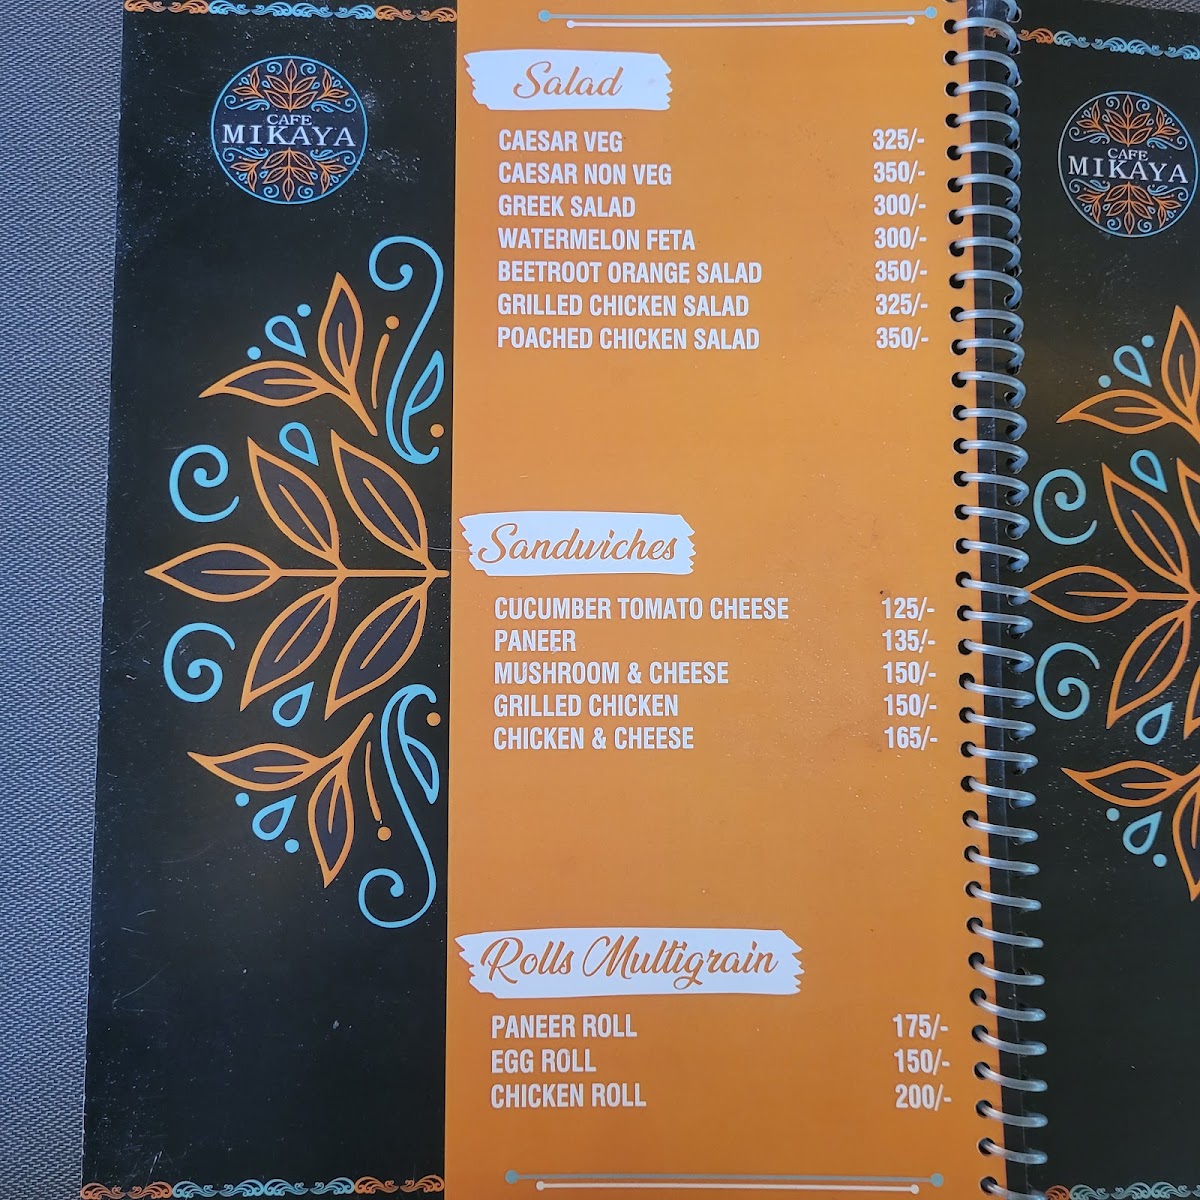 CAFE
MIKAYA
Salad
CAESAR VEG 325/-
CAESAR NON VEG 350/-
GREEK SALAD 300/-
WATERMELON FETA 300/-
BEETROOT ORANGE SALAD 350/-
GRILLED CHICKEN SALAD 325/-
POACHED CHICKEN SALAD 350/-
Sandwiches
CUCUMBER TOMATO CHEESE 125/-
PANEER 135/-
MUSHROOM & CHEESE 150/-
GRILLED CHICKEN 150/-
CHICKEN & CHEESE 165/-
Rolls Multigrain
PANEER ROLL 175/-
EGG ROLL 150/-
CHICKEN ROLL 200/-
CAFE
MIKAYA